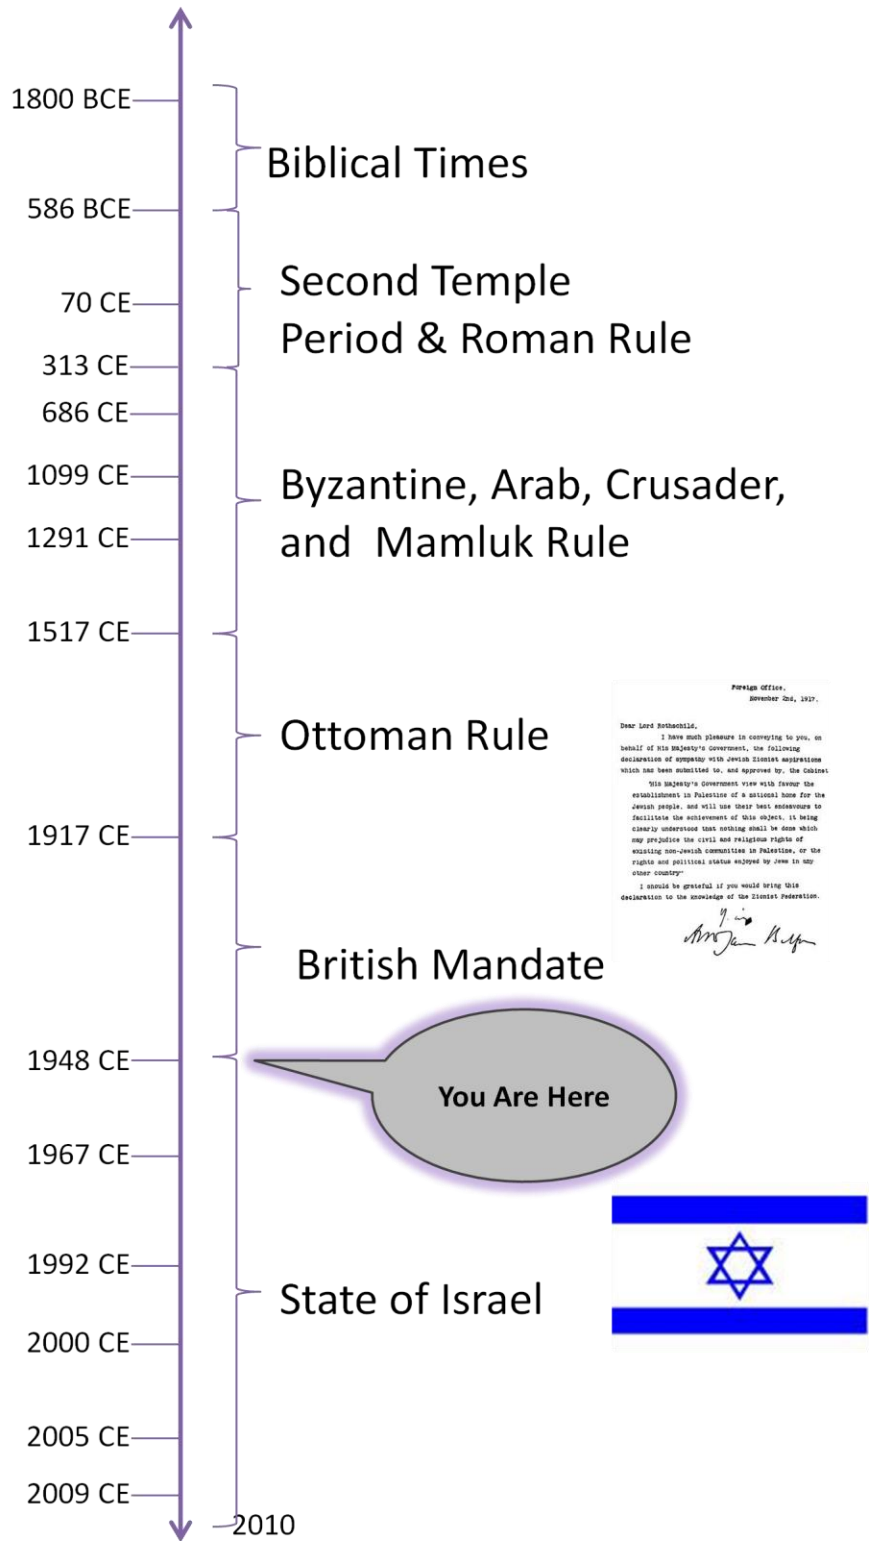 1800 BCE
Biblical Times
586 BCE
Second Temple
Period & Roman Rule
70 CE
313 CE
686 CE
1099 CE
Byzantine, Arab, Crusader,
and Mamluk Rule
1291 CE
1517 CE
Ottoman Rule
Foreign Office,
November 2nd, 1917.
Dear Lord Rothschild,
I have much pleasure in conveying to you, on
behalf of His Majesty's Government, the following
declaration of sympathy with Jewish Zionist aspirations
which has been submitted to, and approved by, the Cabinet
"His Majesty's Government view with favour the
establishment in Palestine of a national home for the
Jewish people, and will use their best endeavours to
facilitate the achievement of this object, it being
clearly understood that nothing shall be done which
may prejudice the civil and religious rights of
existing non-Jewish communities in Palestine, or the
rights and political status enjoyed by Jews in any
other country"
I should be grateful if you would bring this
declaration to the knowledge of the Zionist Federation.
1917 CE
British Mandate
1948 CE
You Are Here
1967 CE
1992 CE
State of Israel
2000 CE
2005 CE
2009 CE
2010